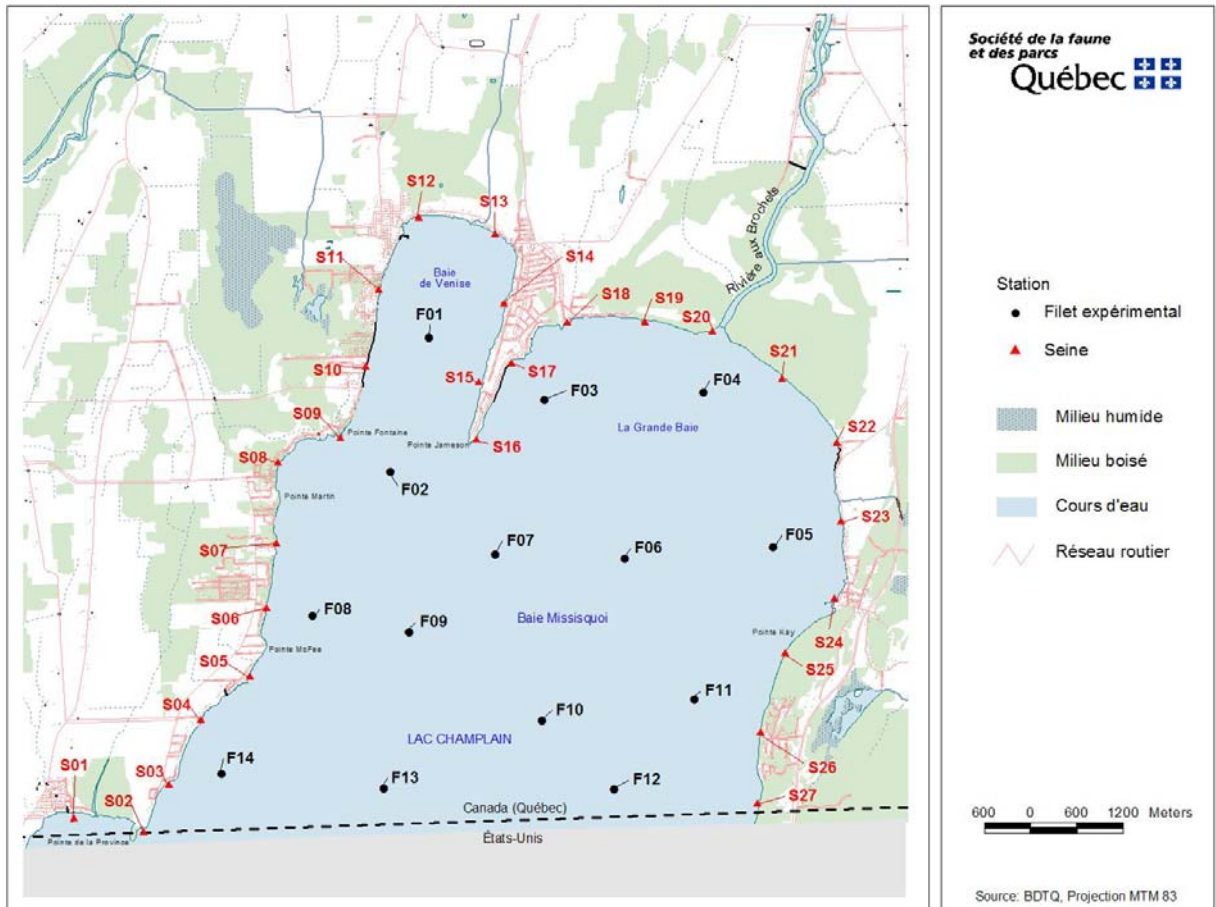 S12
S13
S11
Baie
de Venise
S14
F01
S18
S19
S20
Rivière aux Brochets
S21
S10
S15
S17
F03
F04
S09
Pointe Fontaine
Pointe Jameson
S16
La Grande Baie
S22
S08
F02
Pointe Martin
S23
S07
F07
F06
F05
S06
F08
F09
Baie Missisquoi
Pointe McFee
Pointe Kay
S24
S05
S25
S04
F11
F10
LAC CHAMPLAIN
S26
F14
S03
F13
F12
S01
S02
S27
Canada (Québec)
Pointe de la Province
États-Unis
Société de la faune
et des parcs
Québec
Station
Filet expérimental
Seine
Milieu humide
Milieu boisé
Cours d'eau
Réseau routier
600 0 600 1200 Meters
Source: BDTQ, Projection MTM 83